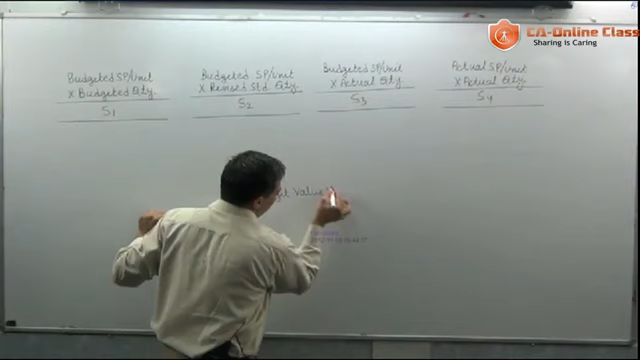 CA-Online Class
Sharing is Caring
Budgeted SP/unit
X Budgeted Qty.
S1
Budgeted SP/unit
X Revised Std Qty.
S2
Budgeted SP/unit
X Actual Qty.
S3
Actual SP/unit
X Actual Qty.
S4
Value